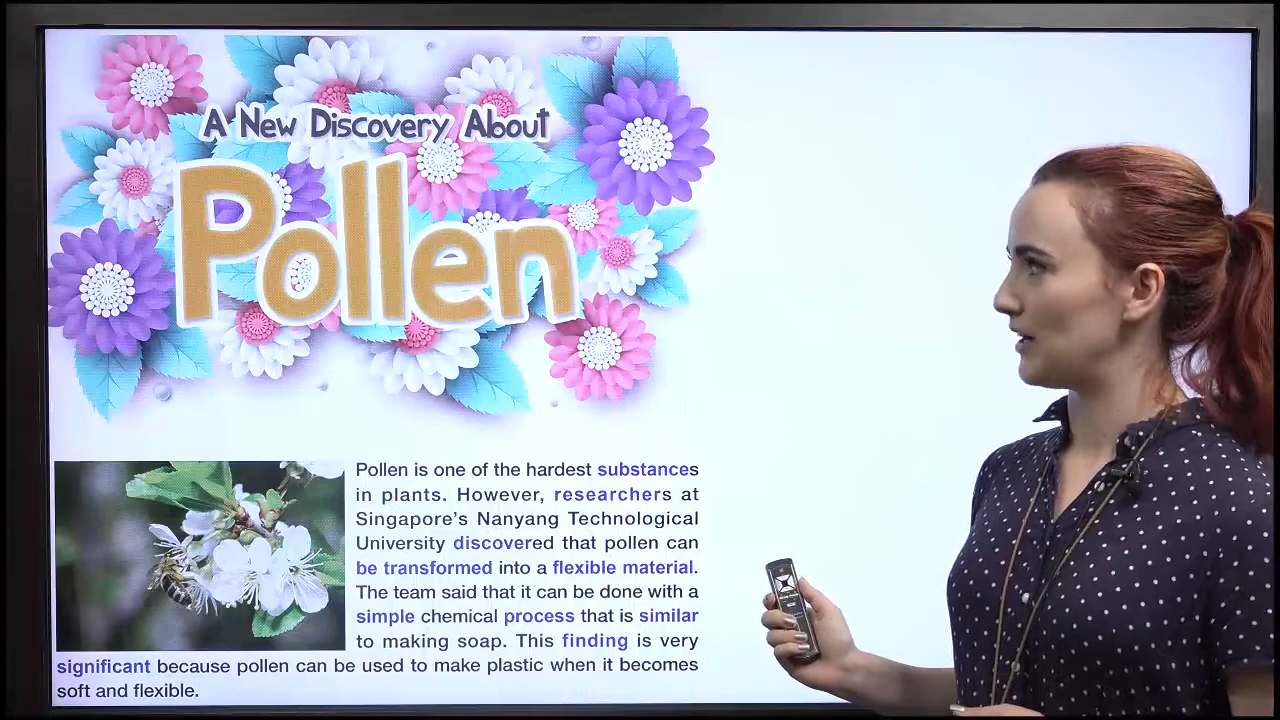 A New Discovery About
Pollen
Pollen is one of the hardest substances
in plants. However, researchers at
Singapore's Nanyang Technological
University discovered that pollen can
be transformed into a flexible material.
The team said that it can be done with a
simple chemical process that is similar
to making soap. This finding is very
significant because pollen can be used to make plastic when it becomes
soft and flexible.